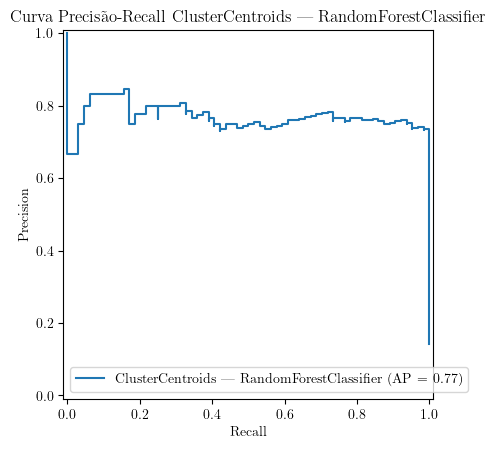 Curva Precisão-Recall ClusterCentroids — RandomForestClassifier
1.0
0.8
0.6
0.4
0.2
0.0
Precision
ClusterCentroids — RandomForestClassifier (AP = 0.77)
0.0 0.2 0.4 0.6 0.8 1.0
Recall